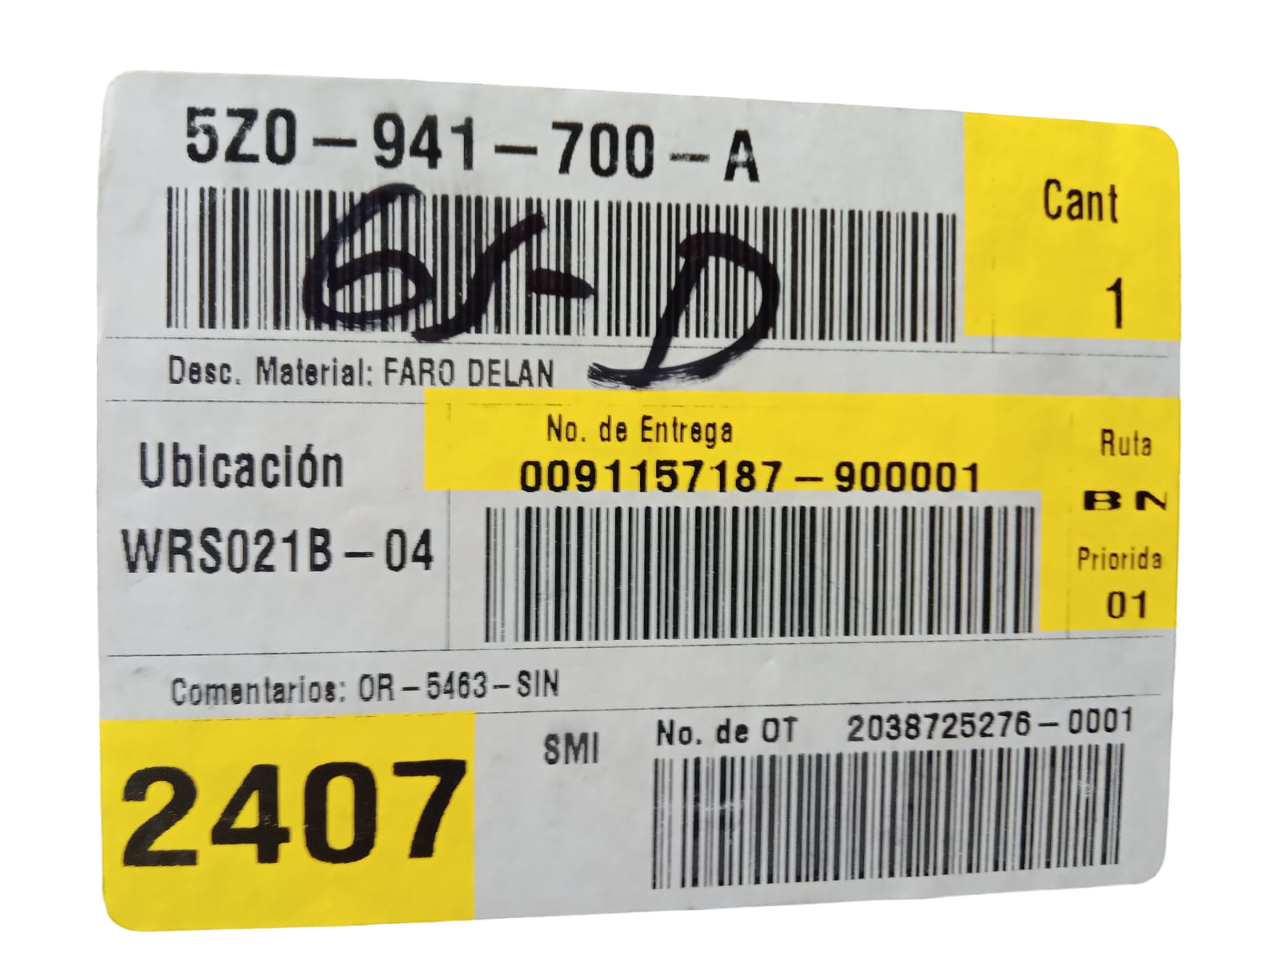 5Z0-941-700-A
Cant
1
Desc. Material: FARO DELAN
No. de Entrega
0091157187-900001
Ruta
BN
Ubicación
WRS021B-04
Priorida
01
Comentarios: OR-5463-SIN
2407
SMI
No. de OT 2038725276-0001